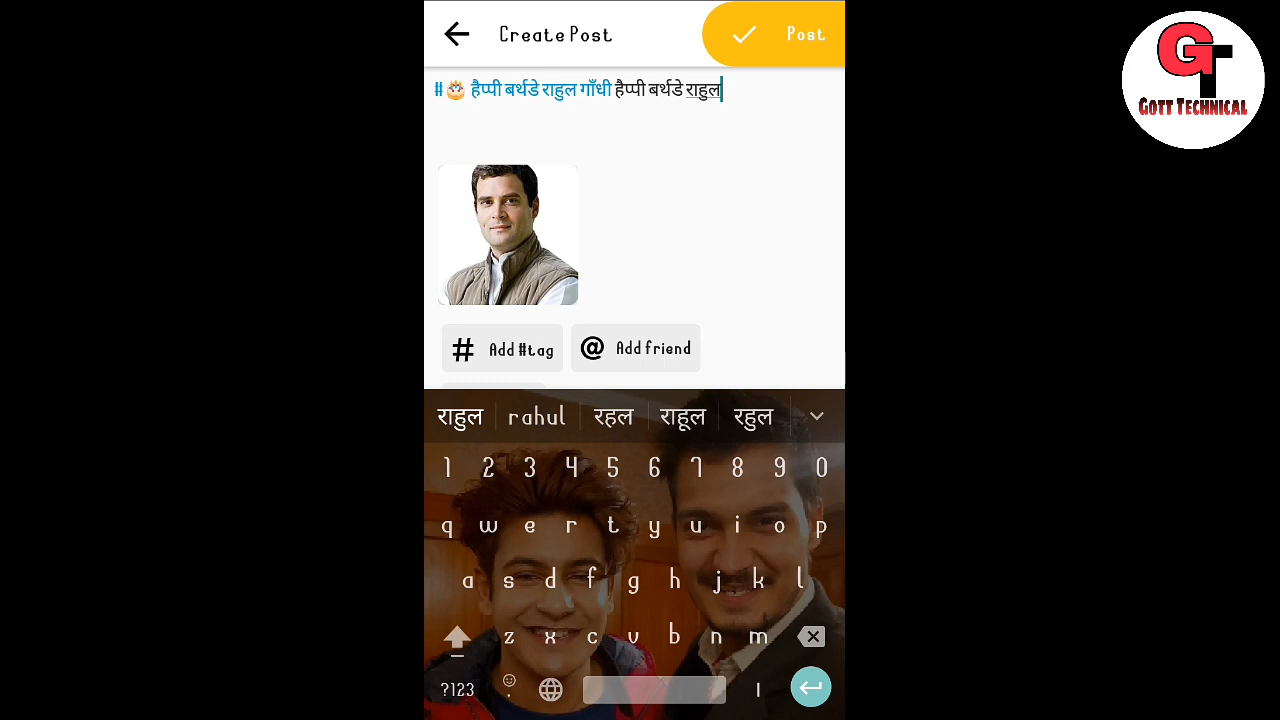 Create Post
Post
GT
GOTT TECHNICAL
#🎂 हैप्पी बर्थडे राहुल गाँधी हैप्पी बर्थडे राहुल
# Add #tag
@ Add friend
राहुल rahul रहल राहूल रहुल
1 2 3 4 5 6 7 8 9 0
q w e r t y u i o p
a s d f g h j k l
z x c v b n m
?123 . |